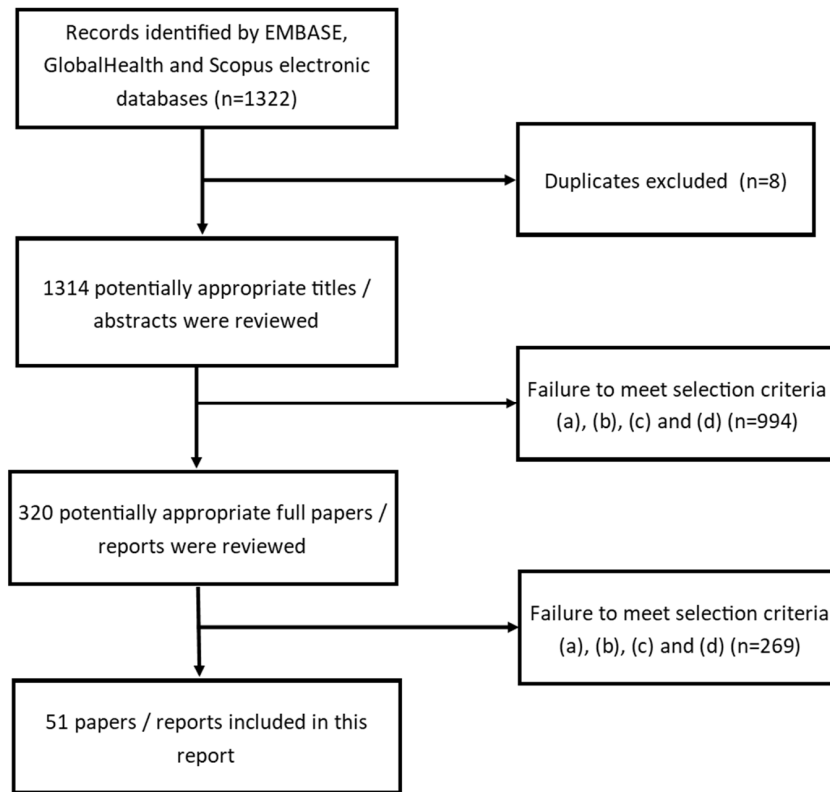 Records identified by EMBASE,
GlobalHealth and Scopus electronic
databases (n=1322)
Duplicates excluded (n=8)
1314 potentially appropriate titles /
abstracts were reviewed
Failure to meet selection criteria
(a), (b), (c) and (d) (n=994)
320 potentially appropriate full papers /
reports were reviewed
Failure to meet selection criteria
(a), (b), (c) and (d) (n=269)
51 papers / reports included in this
report